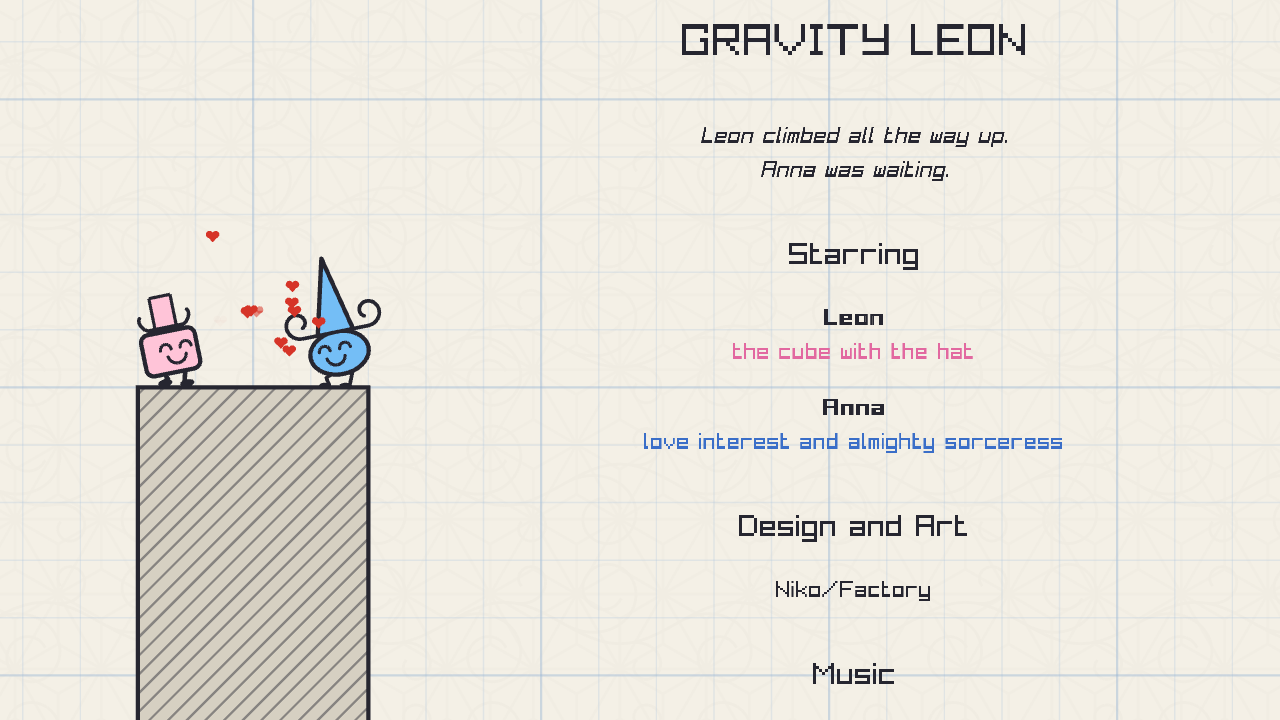 GRAVITY LEON
Leon climbed all the way up.
Anna was waiting.
Starring
Leon
the cube with the hat
Anna
love interest and almighty sorceress
Design and Art
Niko/Factory
Music